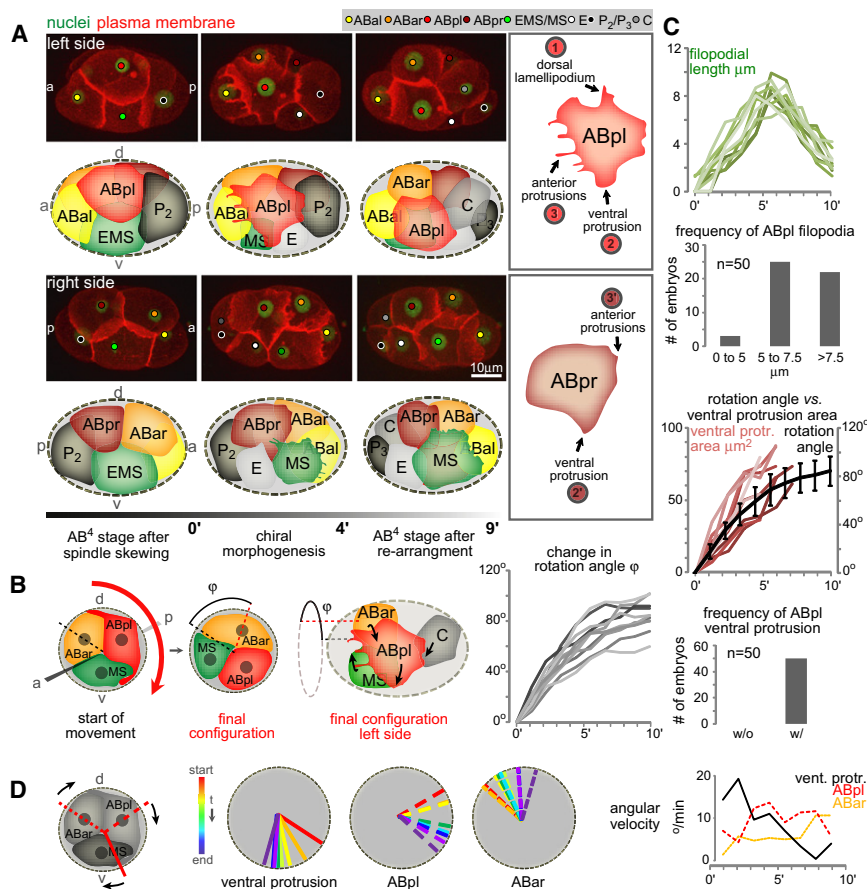 nuclei plasma membrane
ABal ABar ABpl ABpr EMS/MS E P2/P3 C
A
left side
a
p
d
ABpl
ABal
EMS
P2
a
v
ABal
ABpl
P2
MS
E
p
ABar
ABpl
C
P3
1
dorsal
lamellipodium
ABpl
anterior
protrusions
3
ventral
protrusion
2
right side
p
a
10μm
d
ABpr
ABar
P2
EMS
p
a
v
ABpr
P2
E
MS
ABal
C
ABpr
ABar
P3
E
MS
ABal
3'
anterior
protrusions
ABpr
ventral
protrusion
2'
0'
4'
9'
AB4 stage after
spindle skewing
chiral
morphogenesis
AB4 stage after
re-arrangment
B
d
ABpl
p
ABar
MS
a
v
start of
movement
φ
MS
ABar
ABpl
final
configuration
φ
ABar
ABpl
C
MS
final configuration
left side
change in
rotation angle φ
120°
80°
40°
0°
0'
5'
10'
C
filopodial
length μm
12
8
4
0
0'
5'
10'
frequency of ABpl filopodia
# of embryos
30
20
10
0
n=50
0 to 5
5 to 7.5
>7.5
μm
rotation angle vs.
ventral protrusion area
ventral protr.
area μm2
rotation
angle
100
50
0
120°
80°
40°
0°
0'
5'
10'
frequency of ABpl
ventral protrusion
# of embryos
60
45
30
15
0
n=50
w/o
w/
D
d
ABpl
ABar
MS
v
start
t
end
ventral protrusion
ABpl
ABar
angular
velocity
º/min
20
10
0
vent. protr.
ABpl
ABar
0'
5'
10'